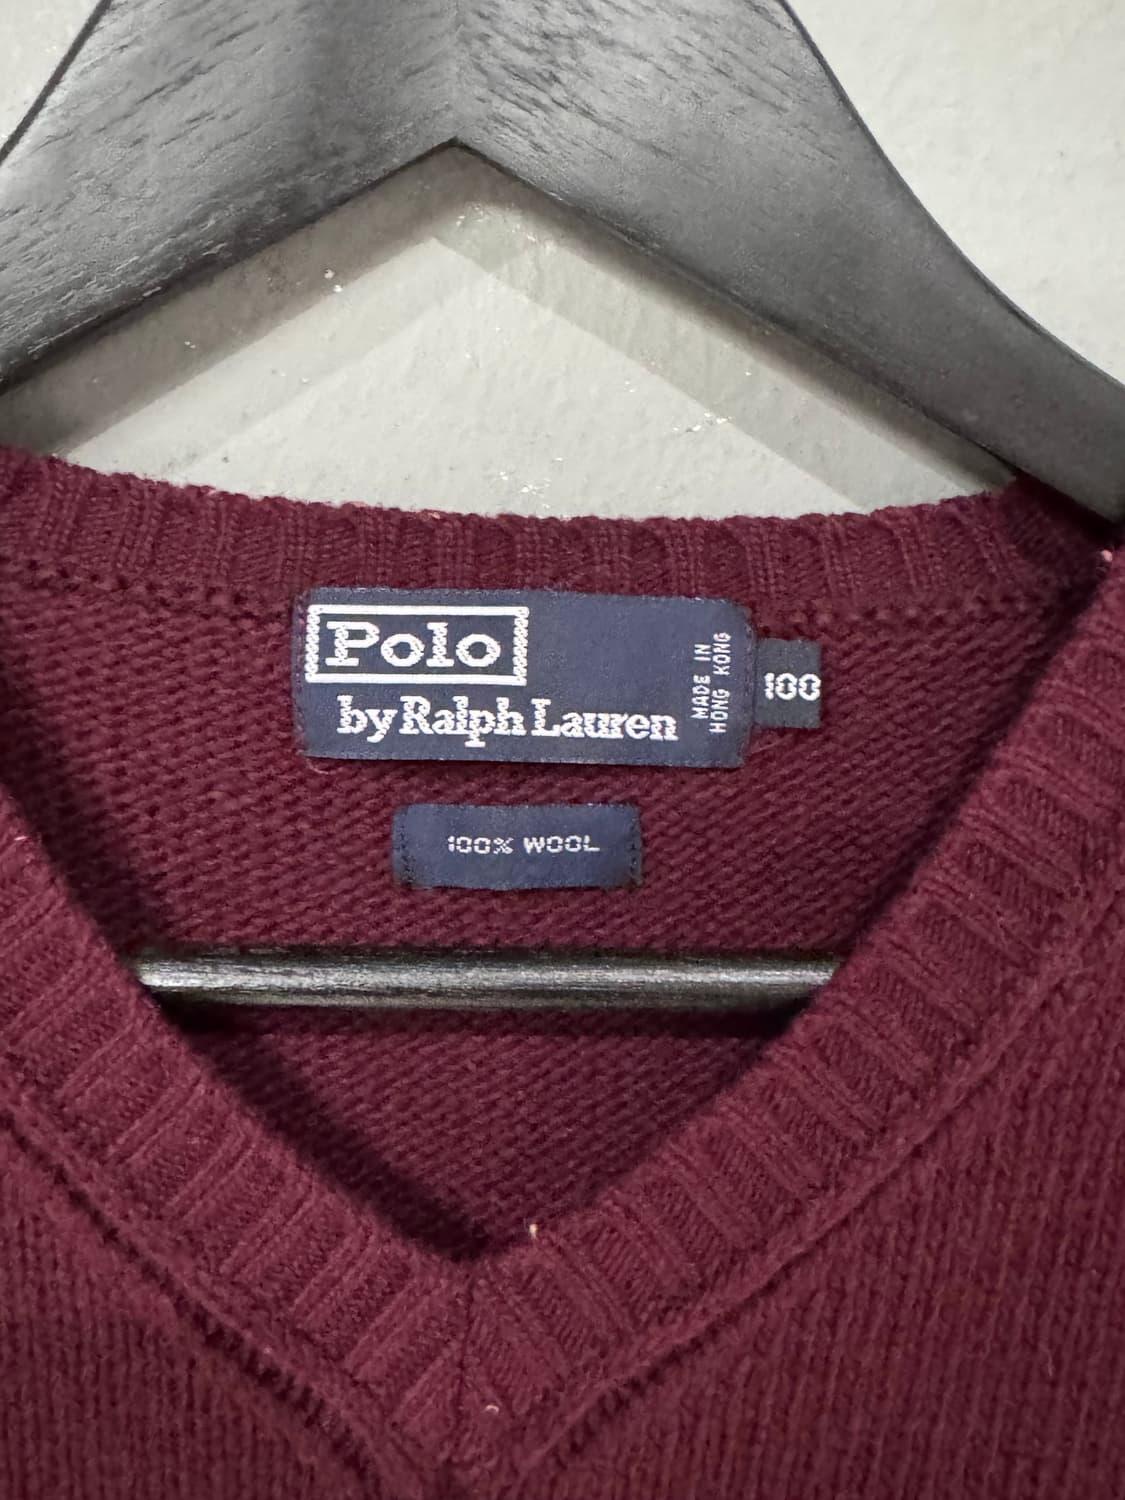 Polo
by Ralph Lauren
MADE IN
HONG KONG
100
100% WOOL